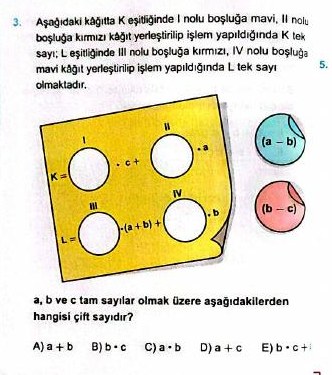 3. Aşağıdaki kâğıtta K eşitliğinde I nolu boşluğa mavi, II nolu
boşluğa kırmızı kâğıt yerleştirilip işlem yapıldığında K tek
sayı; L eşitliğinde III nolu boşluğa kırmızı, IV nolu boşluğa
mavi kâğıt yerleştirilip işlem yapıldığında L tek sayı
olmaktadır.
5.
I II
K = · c + · a
(a – b)
III IV
L = ·(a + b) + · b
(b – c)
a, b ve c tam sayılar olmak üzere aşağıdakilerden
hangisi çift sayıdır?
A) a + b B) b · c C) a · b D) a + c E) b · c +